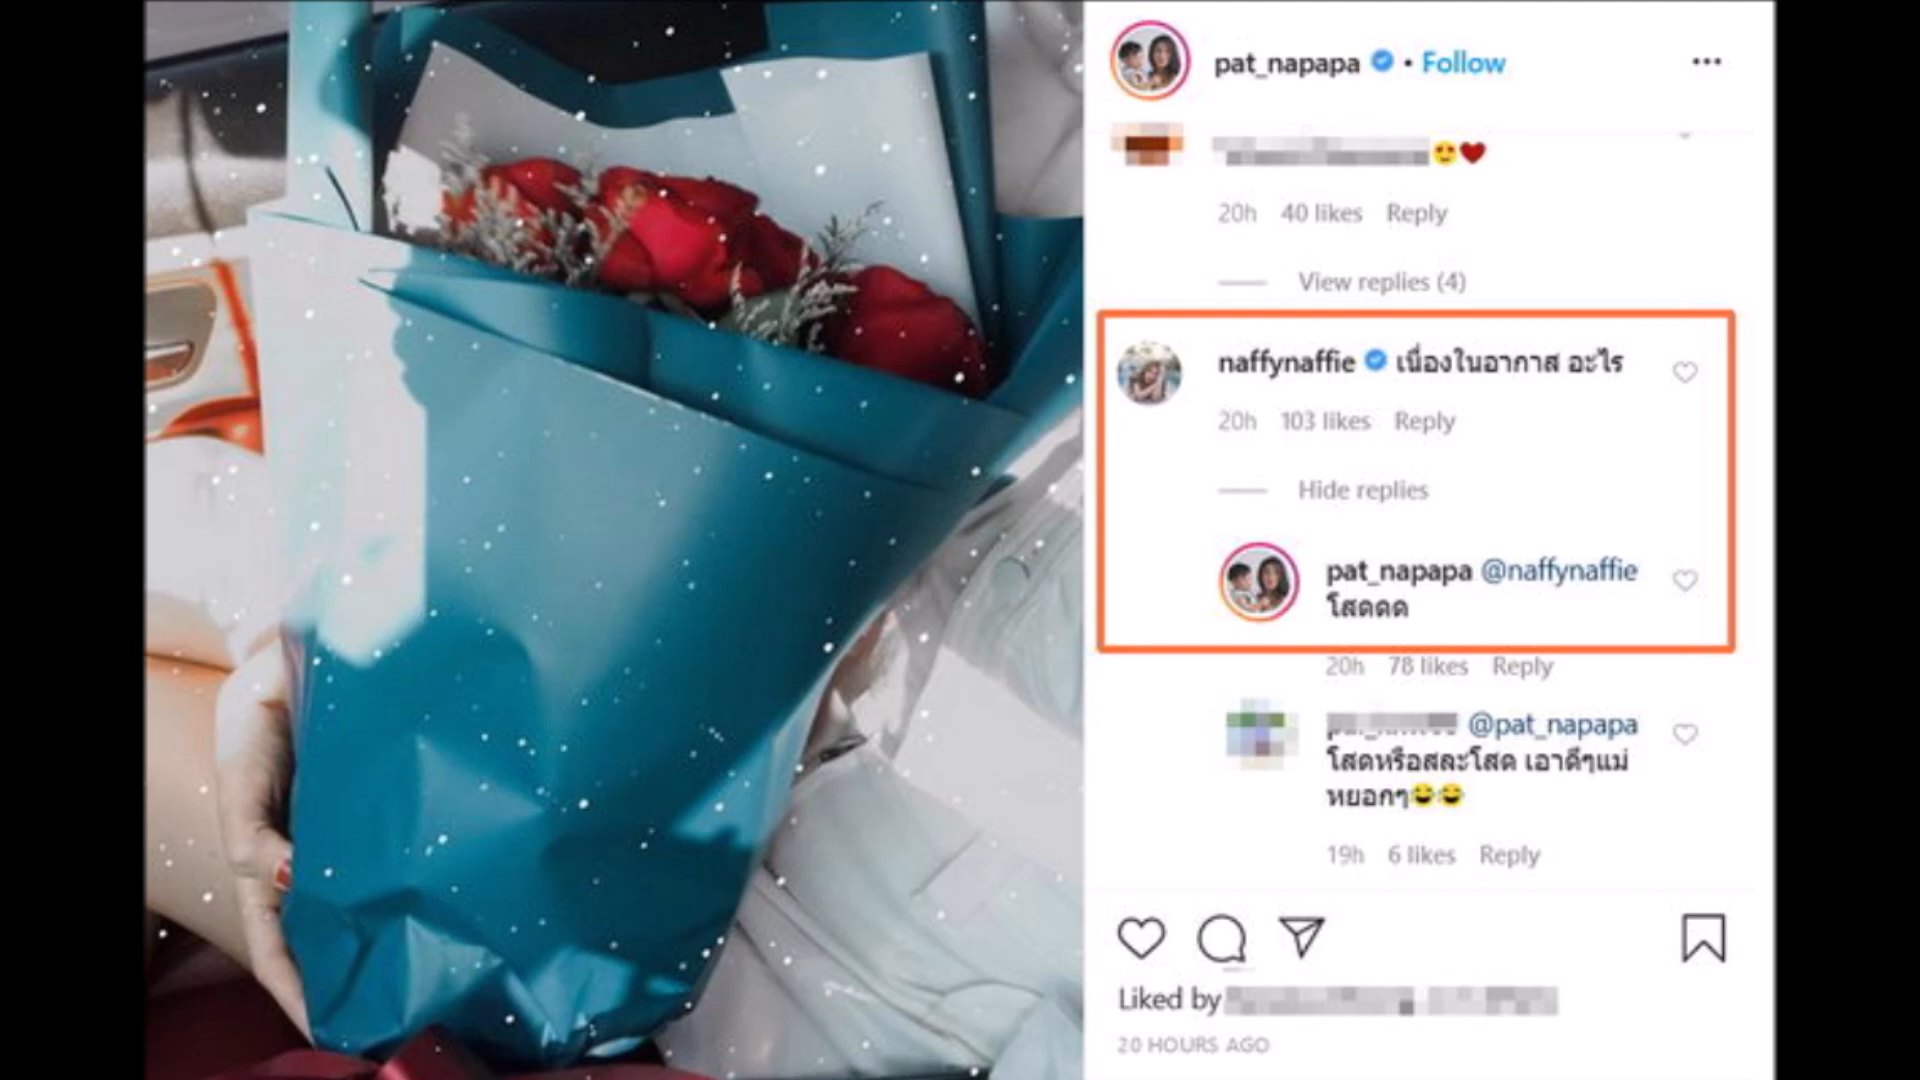 pat_napapa • Follow
20h 40 likes Reply
View replies (4)
naffynaffie เนื่องในอากาส อะไร
20h 103 likes Reply
Hide replies
pat_napapa @naffynaffie
โสดดด
20h 78 likes Reply
@pat_napapa
โสดหรือสละโสด เอาดีๆแม่
หยอกๆ😂😂
19h 6 likes Reply
Liked by
20 HOURS AGO